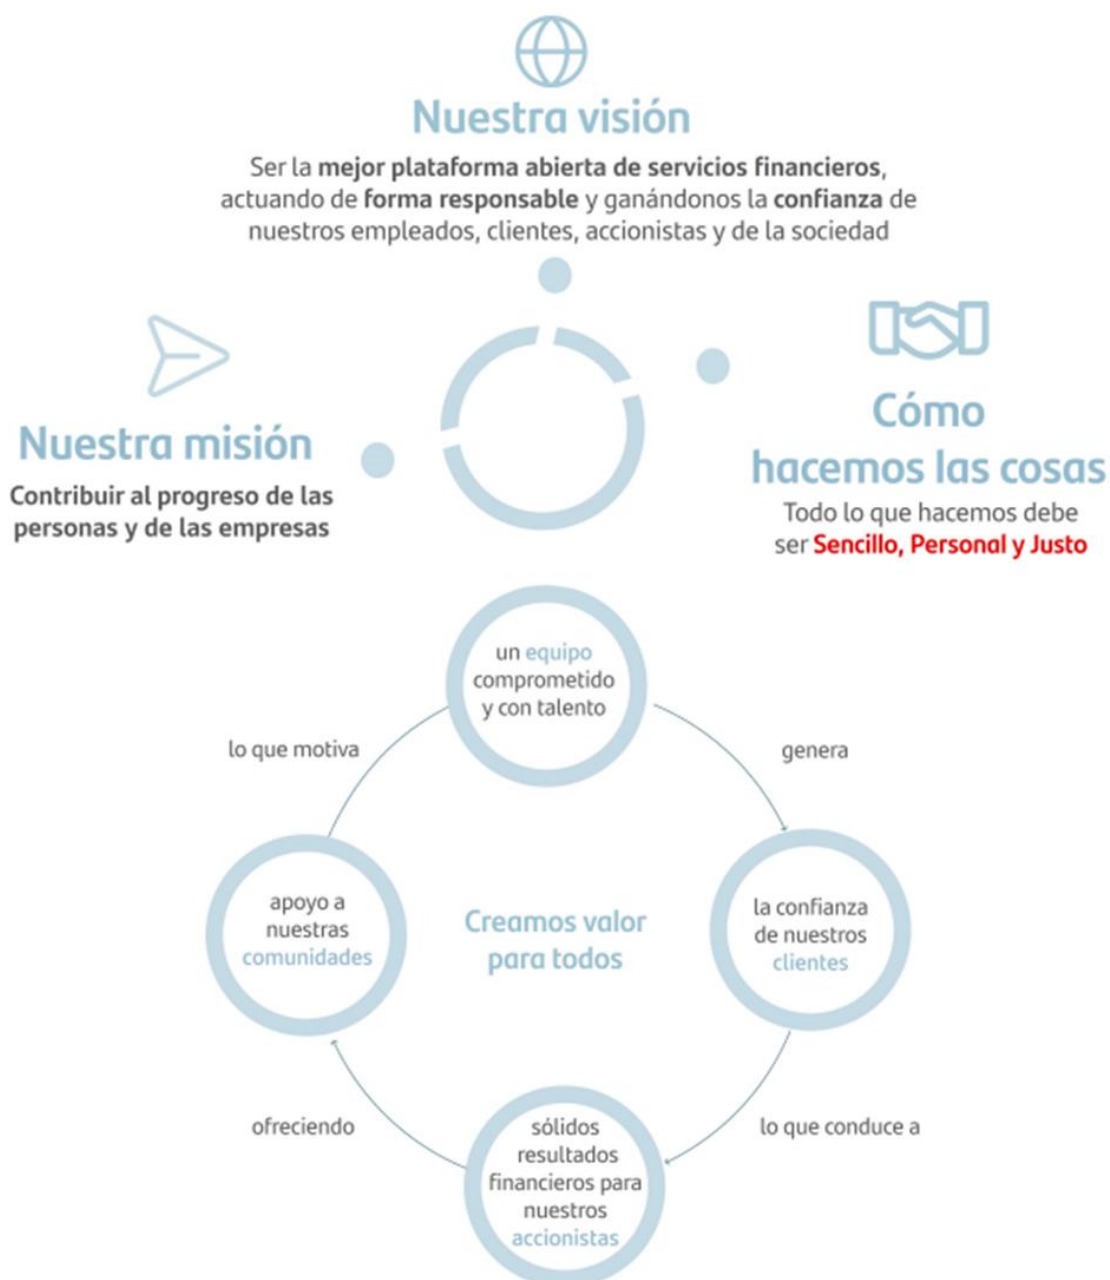 Nuestra visión
Ser la mejor plataforma abierta de servicios financieros,
actuando de forma responsable y ganándonos la confianza de
nuestros empleados, clientes, accionistas y de la sociedad
Nuestra misión
Contribuir al progreso de las
personas y de las empresas
Cómo
hacemos las cosas
Todo lo que hacemos debe
ser Sencillo, Personal y Justo
un equipo
comprometido
y con talento
genera
la confianza
de nuestros
clientes
lo que conduce a
sólidos
resultados
financieros para
nuestros
accionistas
ofreciendo
apoyo a
nuestras
comunidades
lo que motiva
Creamos valor
para todos